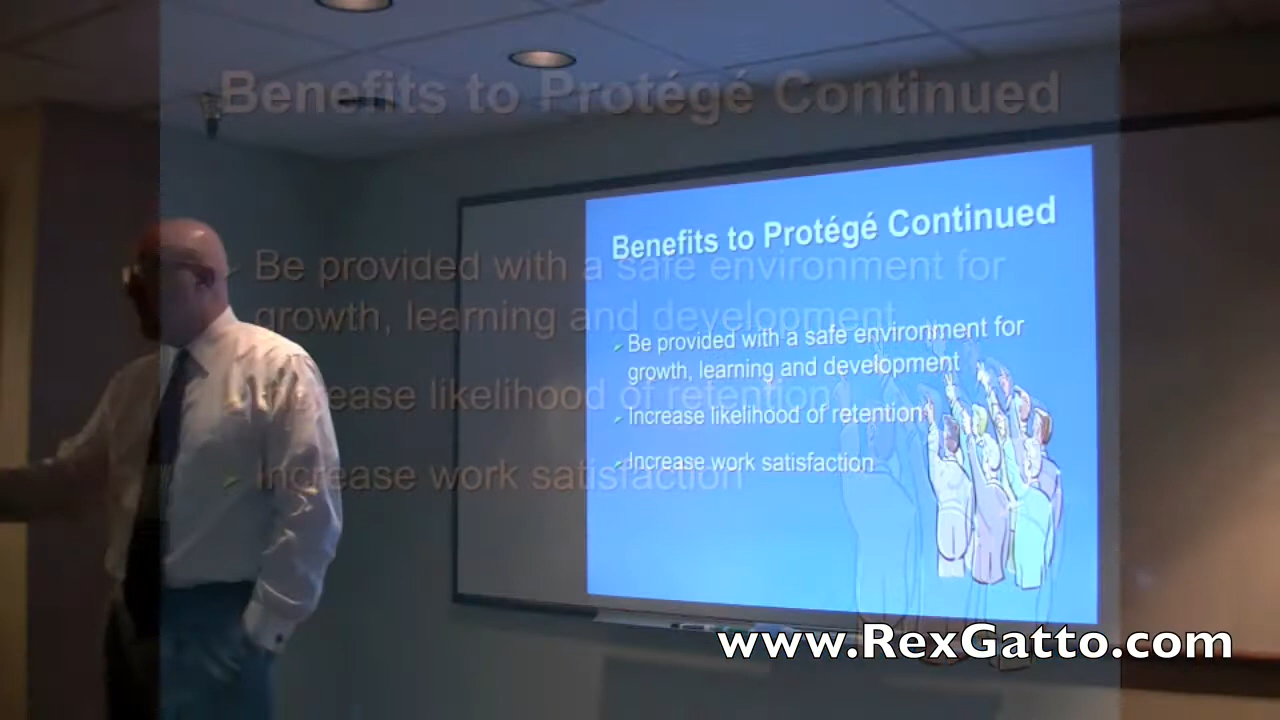 Benefits to Protégé Continued
Be provided with a safe environment for
growth, learning and development
Increase likelihood of retention
Increase work satisfaction
Benefits to Protégé Continued
Be provided with a safe environment for
growth, learning and development
Increase likelihood of retention
Increase work satisfaction
www.RexGatto.com